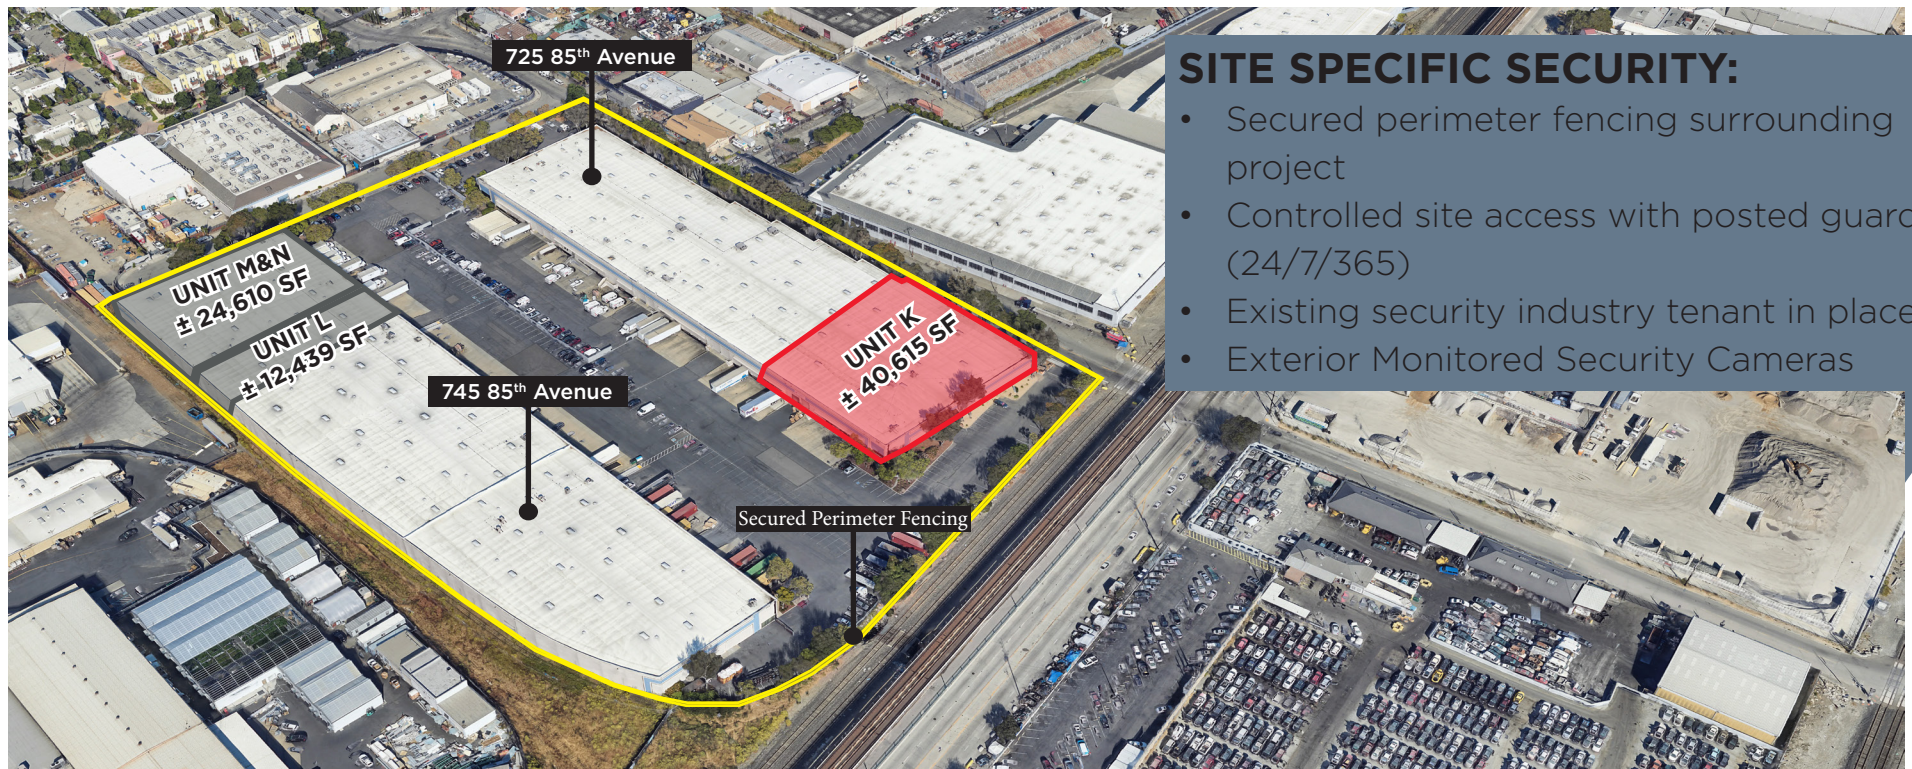 725 85th Avenue
SITE SPECIFIC SECURITY:
• Secured perimeter fencing surrounding
project
• Controlled site access with posted guard
(24/7/365)
• Existing security industry tenant in place
• Exterior Monitored Security Cameras
UNIT M&N
± 24,610 SF
UNIT L
± 12,439 SF
UNIT K
± 40,615 SF
745 85th Avenue
Secured Perimeter Fencing